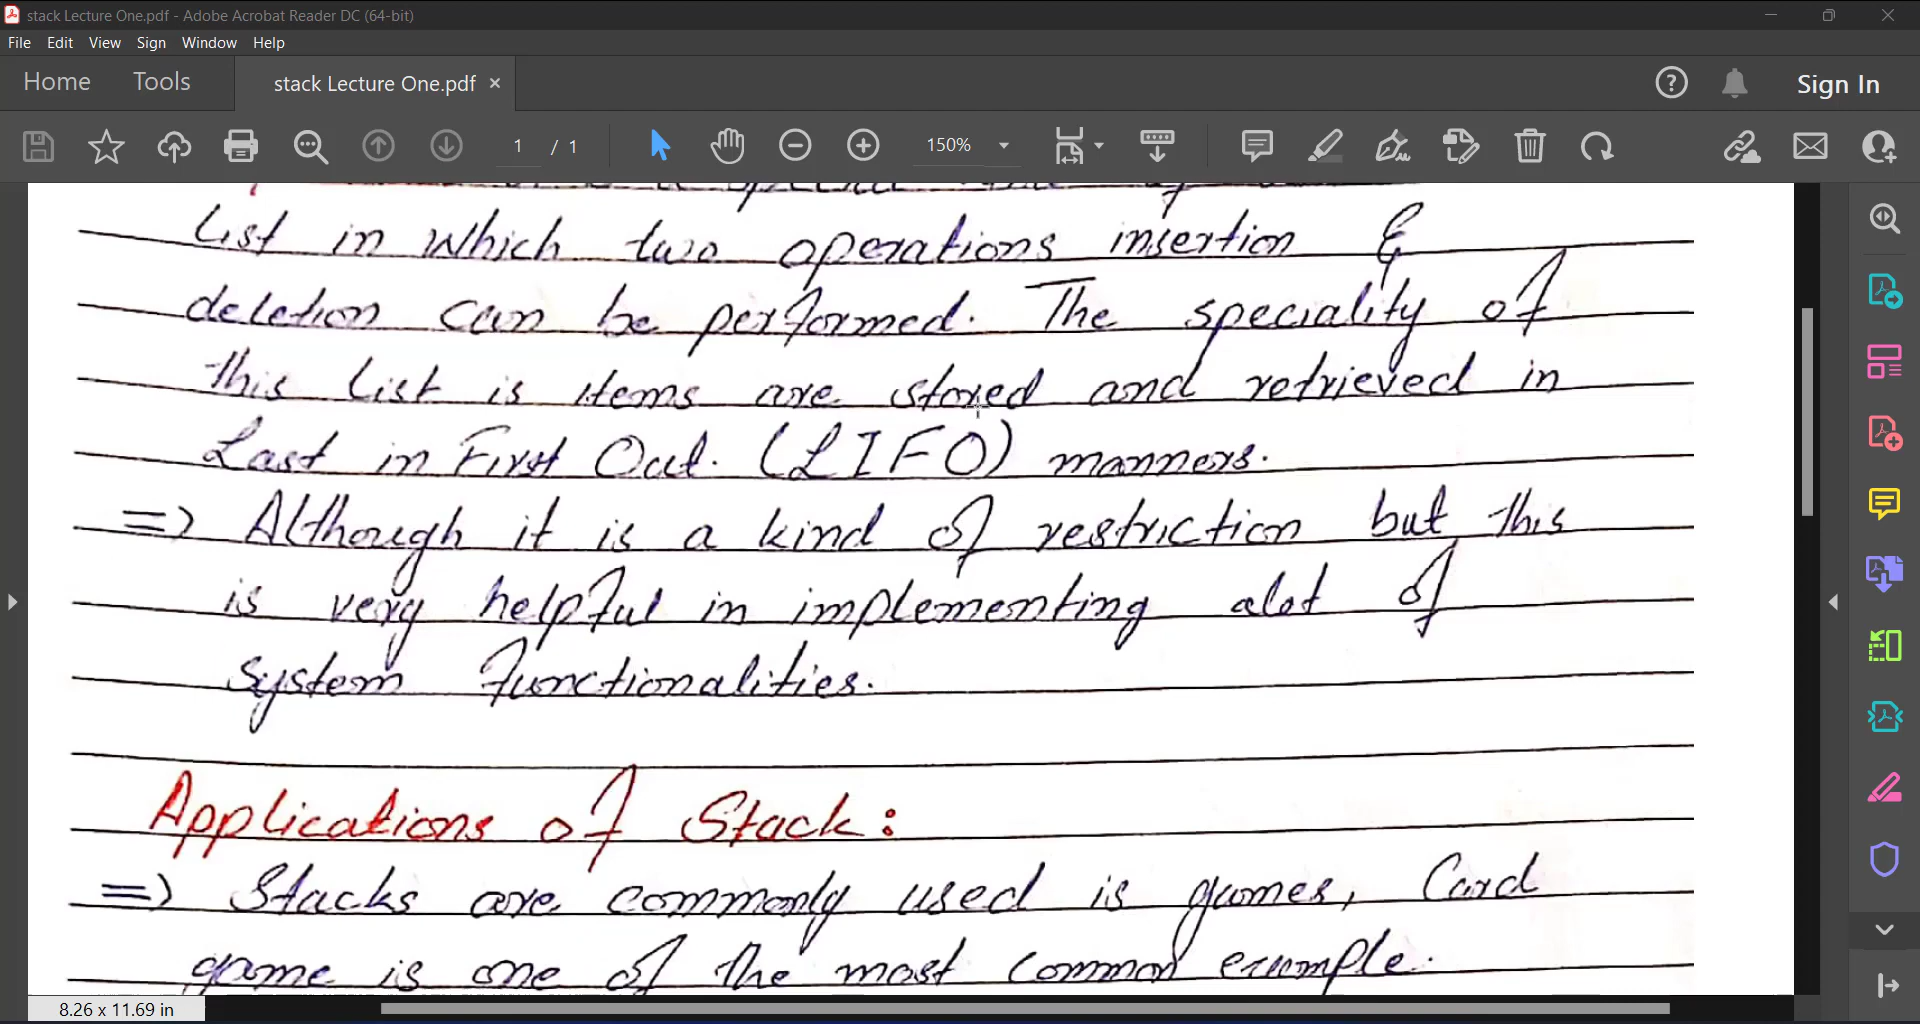 stack Lecture One.pdf - Adobe Acrobat Reader DC (64-bit)
File Edit View Sign Window Help
Home Tools stack Lecture One.pdf × Sign In
1 / 1 150%
List in which two operations insertion &
deletion can be performed. The speciality of
this List is items are stored and retrieved in
Last in First Out. (LIFO) manners.
=> Although it is a kind of restriction but this
is very helpful in implementing alot of
system functionalities.
Applications of Stack:
=> Stacks are commonly used is games, Card
game is one of the most common example.
8.26 x 11.69 in